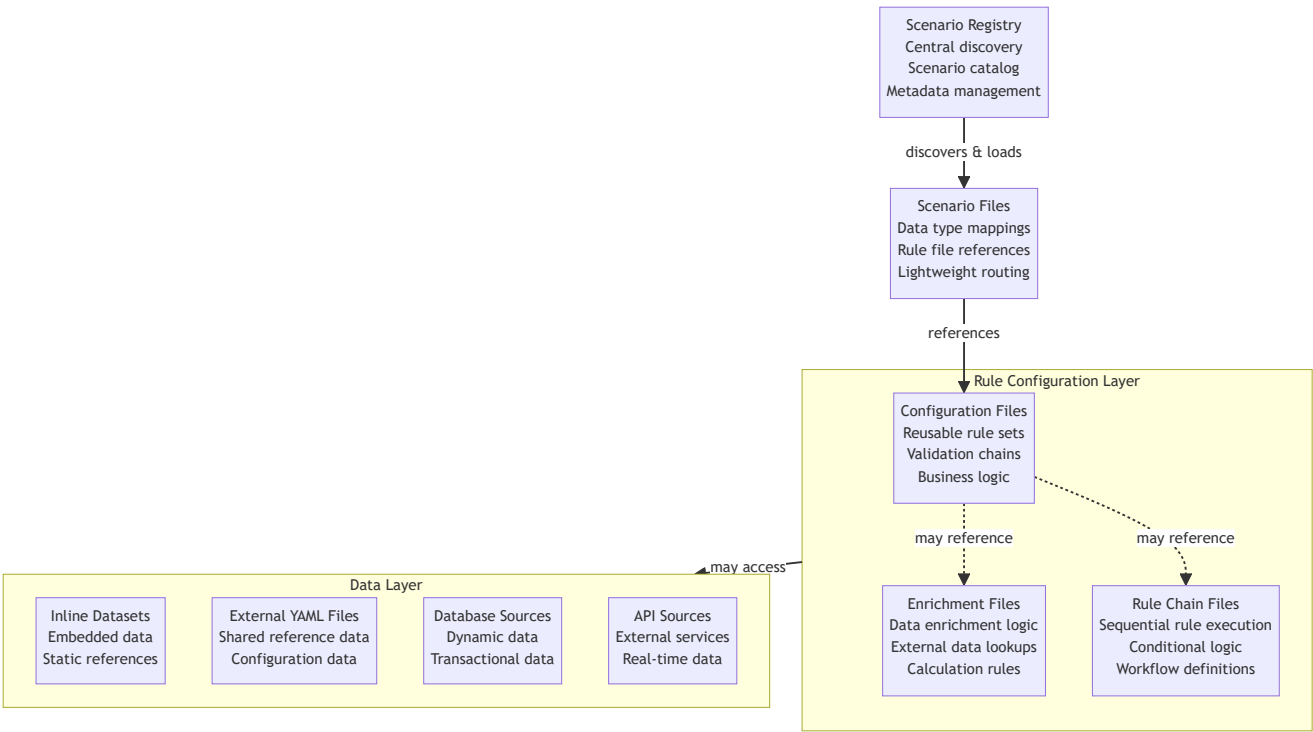 Scenario Registry
Central discovery
Scenario catalog
Metadata management
discovers & loads
Scenario Files
Data type mappings
Rule file references
Lightweight routing
references
Rule Configuration Layer
Configuration Files
Reusable rule sets
Validation chains
Business logic
may reference
may reference
may access
Data Layer
Inline Datasets
Embedded data
Static references
External YAML Files
Shared reference data
Configuration data
Database Sources
Dynamic data
Transactional data
API Sources
External services
Real-time data
Enrichment Files
Data enrichment logic
External data lookups
Calculation rules
Rule Chain Files
Sequential rule execution
Conditional logic
Workflow definitions